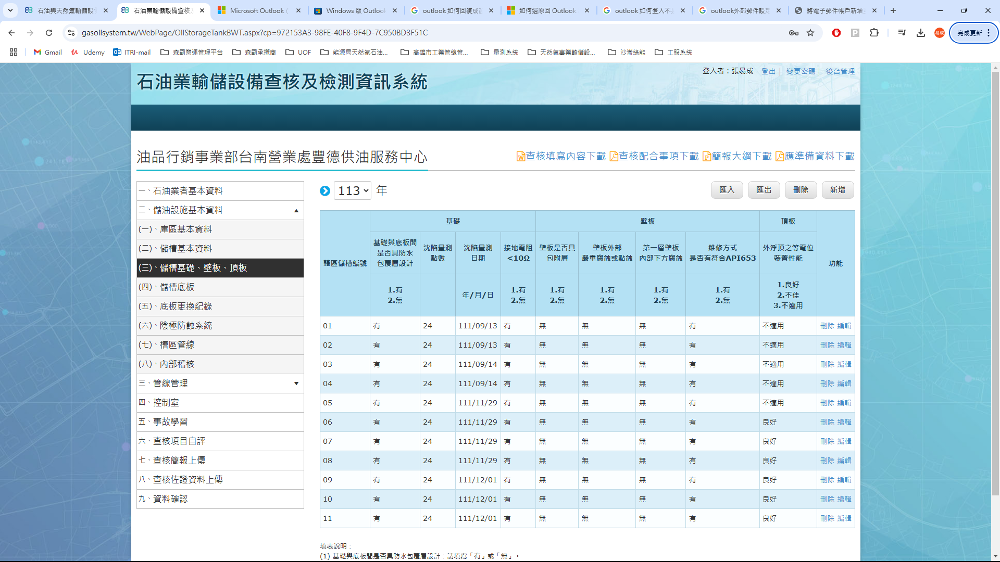 石油與天然氣輸儲設備
石油業輸儲設備查核及
Microsoft Outlook (
Windows 版 Outlook
outlook 如何回復成
如何還原回 Outlook
outlook 如何登入不
outlook外部郵件設定
將電子郵件帳戶新增至
gasoilsystem.tw/WebPage/OilStorageTankBWT.aspx?cp=972153A3-98FE-40F8-9F4D-7C950BD3F51C
易成
完成更新
Gmail
Udemy
ITRI-mail
森霸營運管理平台
森霸承攬商
UOF
能源局天然氣石油...
高雄市工業管線管...
量測系統
天然氣事業輸儲設...
沙崙綠能
工服系統
石油業輸儲設備查核及檢測資訊系統
登入者：張易成 登出 變更密碼 後台管理
油品行銷事業部台南營業處豐德供油服務中心
查核填寫內容下載 查核配合事項下載 簡報大綱下載 應準備資料下載
一、石油業者基本資料
二、儲油設施基本資料
(一)、庫區基本資料
(二)、儲槽基本資料
(三)、儲槽基礎、壁板、頂板
(四)、儲槽底板
(五)、底板更換紀錄
(六)、陰極防蝕系統
(七)、槽區管線
(八)、內部稽核
三、管線管理
四、控制室
五、事故學習
六、查核項目自評
七、查核簡報上傳
八、查核佐證資料上傳
九、資料確認
113 年
匯入 匯出 刪除 新增
轄區儲槽編號
基礎 壁板 頂板
功能
基礎與底板間
是否具防水
包覆層設計
沈陷量測
點數
沈陷量測
日期
接地電阻
<10Ω
壁板是否具
包附層
壁板外部
嚴重腐蝕或點蝕
第一層壁板
內部下方腐蝕
維修方式
是否有符合API653
外浮頂之等電位
裝置性能
1.有
2.無
年/月/日
1.有
2.無
1.有
2.無
1.有
2.無
1.有
2.無
1.有
2.無
1.良好
2.不佳
3.不適用
01 有 24 111/09/13 有 無 無 無 有 不適用 刪除 編輯
02 有 24 111/09/13 有 無 無 無 有 不適用 刪除 編輯
03 有 24 111/09/14 有 無 無 無 有 不適用 刪除 編輯
04 有 24 111/09/14 有 無 無 無 有 不適用 刪除 編輯
05 有 24 111/11/29 有 無 無 無 有 不適用 刪除 編輯
06 有 24 111/11/29 有 無 無 無 有 良好 刪除 編輯
07 有 24 111/11/29 有 無 無 無 有 良好 刪除 編輯
08 有 24 111/11/29 有 無 無 無 有 良好 刪除 編輯
09 有 24 111/12/01 有 無 無 無 有 良好 刪除 編輯
10 有 24 111/12/01 有 無 無 無 有 良好 刪除 編輯
11 有 24 111/12/01 有 無 無 無 有 良好 刪除 編輯
填表說明：
(1) 基礎與底板間是否具防水包覆層設計：請填寫「有」或「無」。